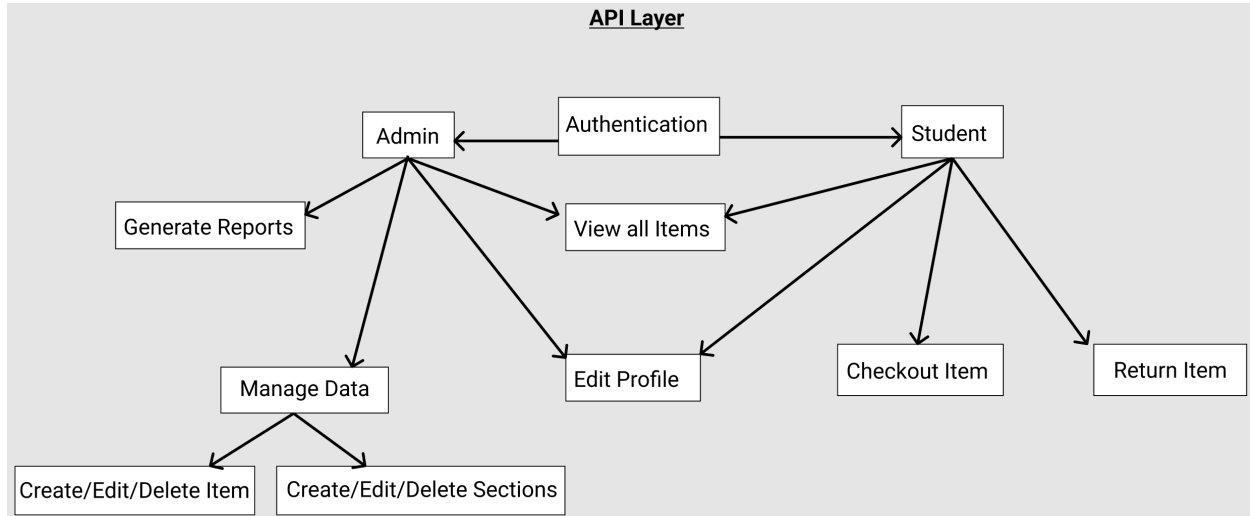 API Layer
Authentication
Admin
Student
Generate Reports
View all Items
Manage Data
Edit Profile
Checkout Item
Return Item
Create/Edit/Delete Item
Create/Edit/Delete Sections